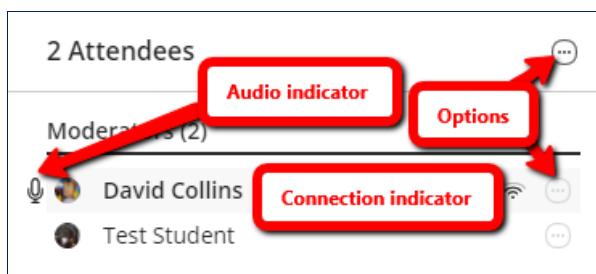 2 Attendees
Audio indicator
Options
Moderators (2)
David Collins
Connection indicator
Test Student